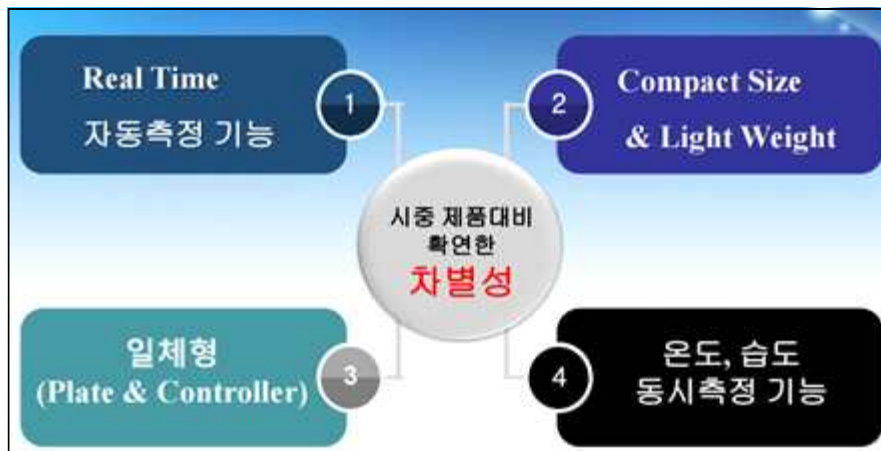 Real Time
자동측정 기능
1
2
Compact Size
& Light Weight
시중 제품대비
확연한
차별성
일체형
(Plate & Controller)
3
4
온도, 습도
동시측정 기능